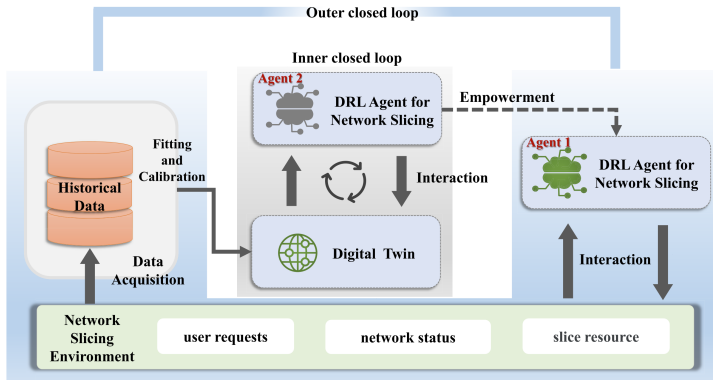 Outer closed loop
Inner closed loop
Agent 2
DRL Agent for
Network Slicing
Empowerment
Agent 1
DRL Agent for
Network Slicing
Fitting
and
Calibration
Historical
Data
Interaction
Digital Twin
Data
Acquisition
Interaction
Network
Slicing
Environment
user requests
network status
slice resource